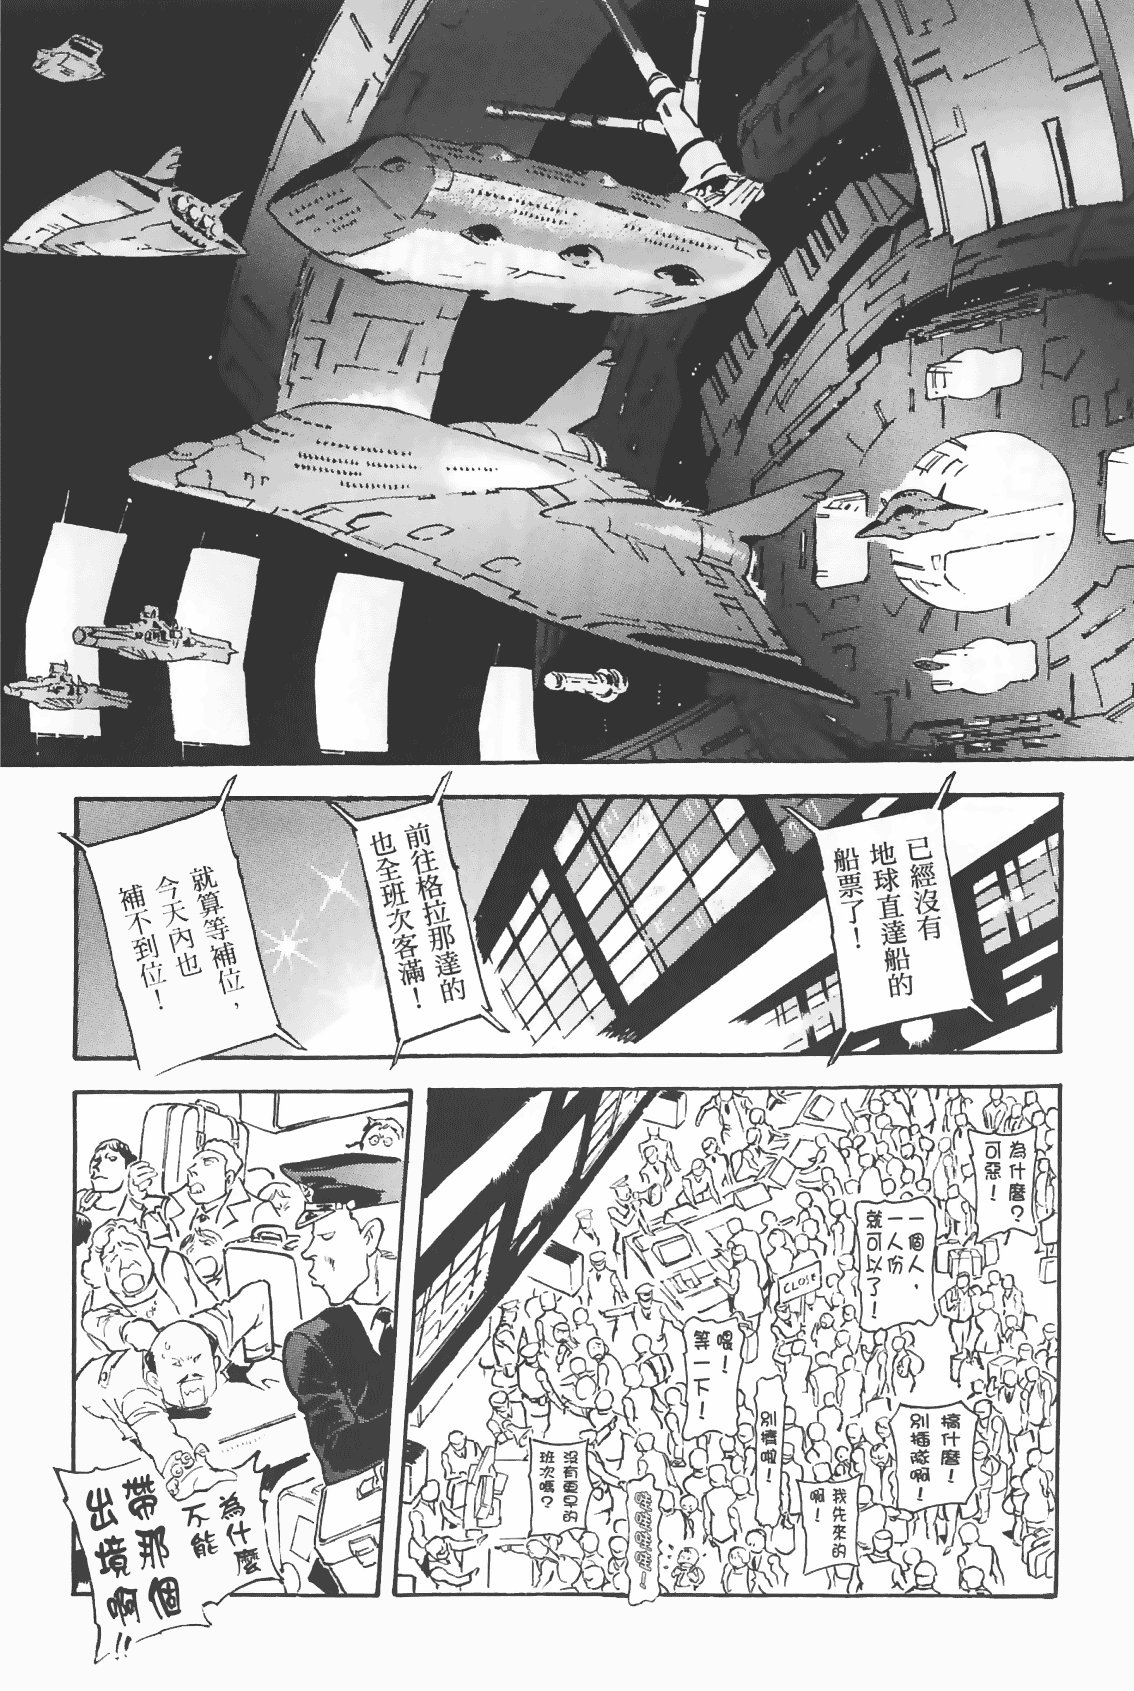 已經沒有
地球直達船的
船票了！
前往格拉那達的
也全班次客滿！
就算等補位，
今天內也
補不到位！
為什麼？
可惡！
一個人，
一人份
就可以了！
CLOSE
喂！
等一下！
別擠啦！
搞什麼！
別插隊啊！
我先來的
啊！
沒有更早的
班次嗎？
為什麼
不能
帶那個
出境啊!!